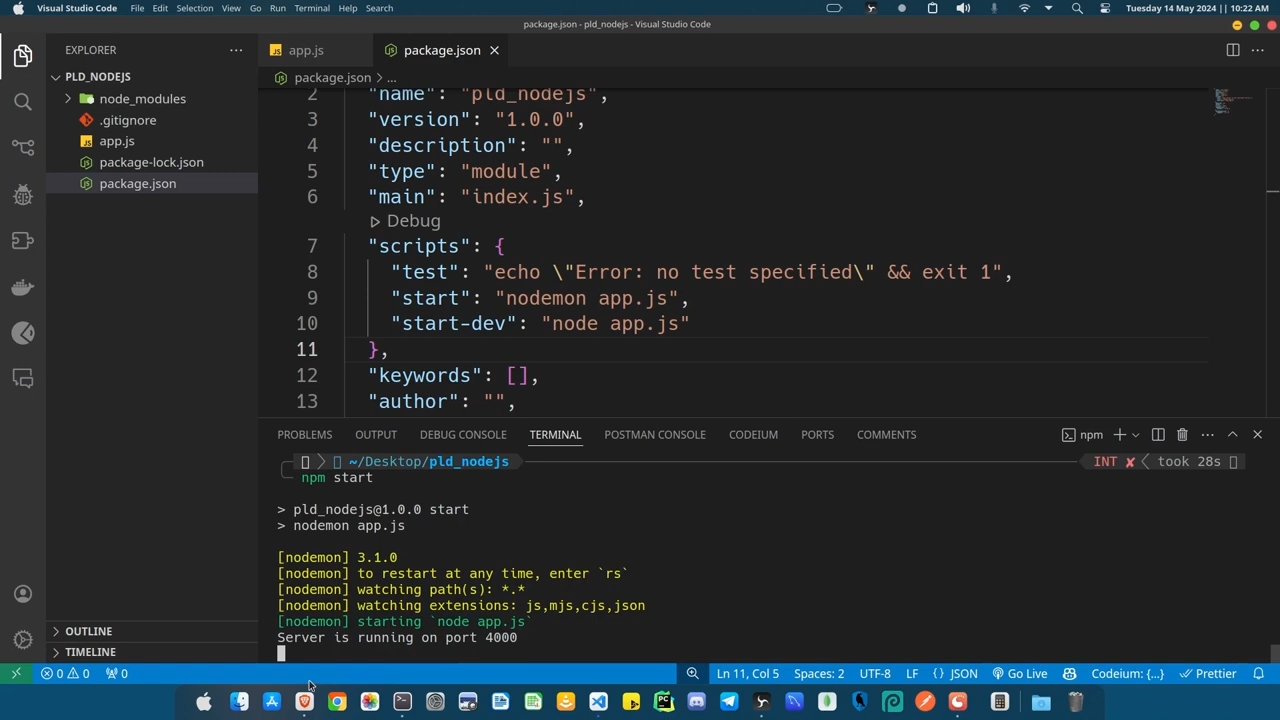 Visual Studio Code File Edit Selection View Go Run Terminal Help Search Tuesday 14 May 2024 || 10:22 AM
package.json - pld_nodejs - Visual Studio Code
EXPLORER
PLD_NODEJS
node_modules
.gitignore
app.js
package-lock.json
package.json
OUTLINE
TIMELINE
app.js package.json
package.json > ...
2 "name": "pld_nodejs",
3 "version": "1.0.0",
4 "description": "",
5 "type": "module",
6 "main": "index.js",
Debug
7 "scripts": {
8 "test": "echo \"Error: no test specified\" && exit 1",
9 "start": "nodemon app.js",
10 "start-dev": "node app.js"
11 },
12 "keywords": [],
13 "author": "",
PROBLEMS OUTPUT DEBUG CONSOLE TERMINAL POSTMAN CONSOLE CODEIUM PORTS COMMENTS npm
~/Desktop/pld_nodejs INT ✘ took 28s
npm start
> pld_nodejs@1.0.0 start
> nodemon app.js
[nodemon] 3.1.0
[nodemon] to restart at any time, enter `rs`
[nodemon] watching path(s): *.*
[nodemon] watching extensions: js,mjs,cjs,json
[nodemon] starting `node app.js`
Server is running on port 4000
0 0 0 Ln 11, Col 5 Spaces: 2 UTF-8 LF {} JSON Go Live Codeium: {...} Prettier